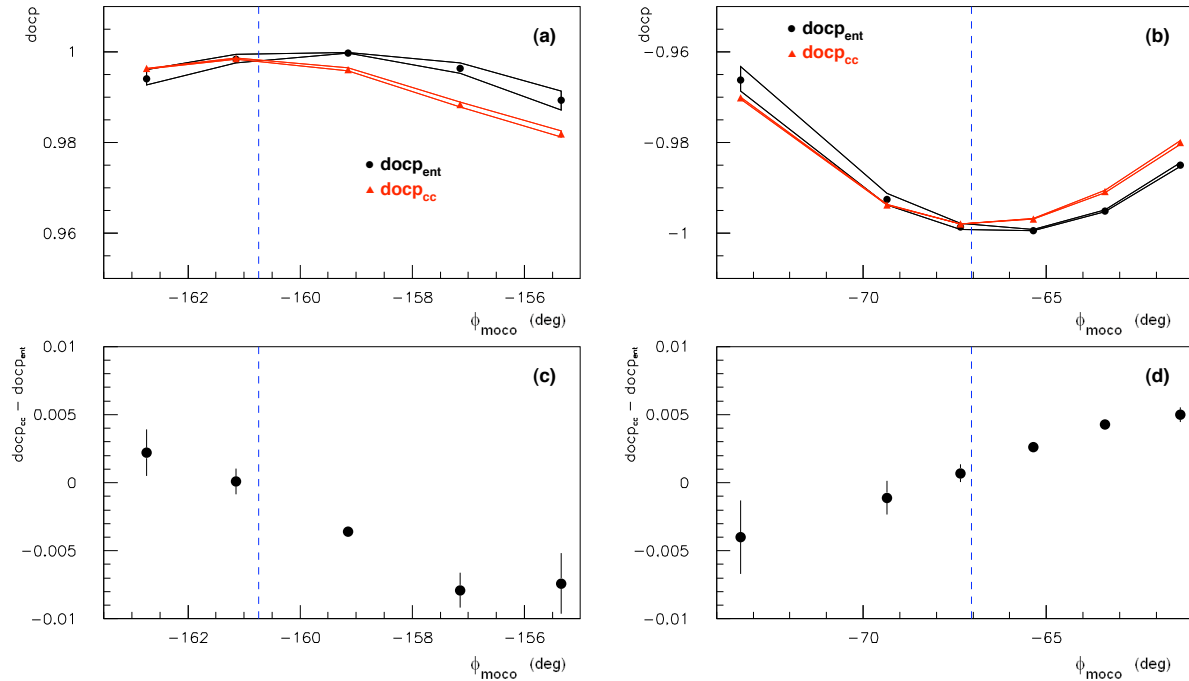 docp
(a)
1
0.98
0.96
docp_ent
docp_cc
−162
−160
−158
−156
ϕ_moco (deg)
docp
(b)
−0.96
−0.98
−1
docp_ent
docp_cc
−70
−65
ϕ_moco (deg)
docp_cc − docp_ent
(c)
0.01
0.005
0
−0.005
−0.01
−162
−160
−158
−156
ϕ_moco (deg)
docp_cc − docp_ent
(d)
0.01
0.005
0
−0.005
−0.01
−70
−65
ϕ_moco (deg)